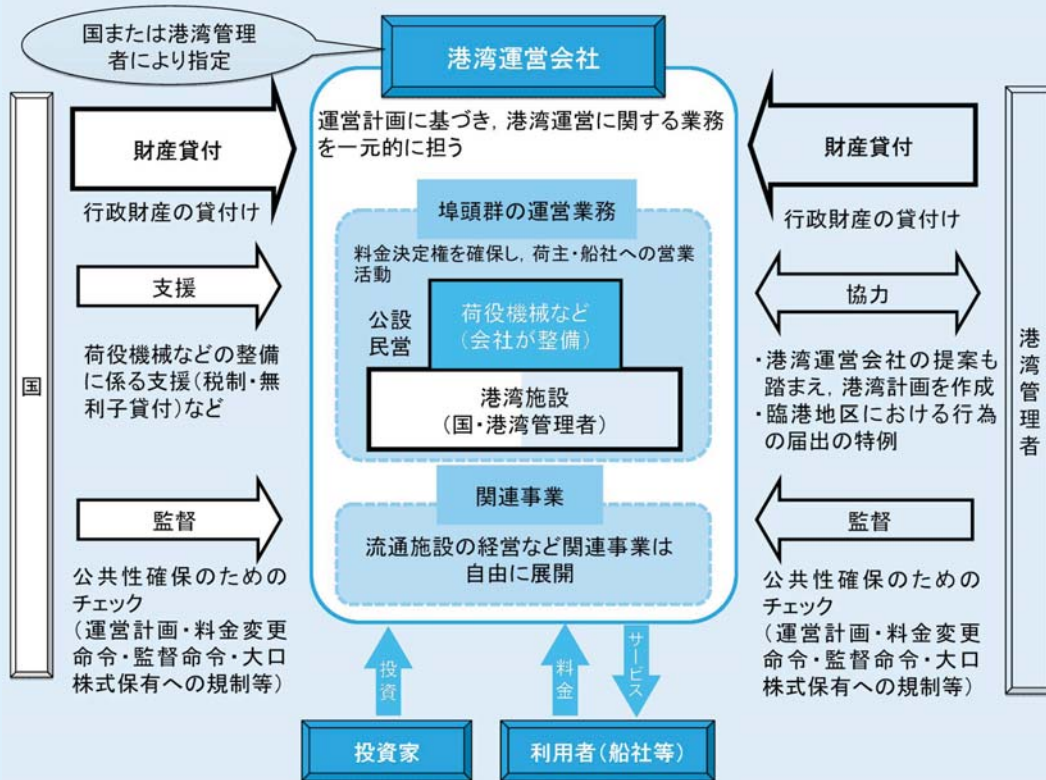 国または港湾管理
者により指定
港湾運営会社
運営計画に基づき，港湾運営に関する業務
を一元的に担う
国
財産貸付
行政財産の貸付け
支援
荷役機械などの整備
に係る支援（税制・無
利子貸付）など
監督
公共性確保のための
チェック
（運営計画・料金変更
命令・監督命令・大口
株式保有への規制等）
埠頭群の運営業務
料金決定権を確保し，荷主・船社への営業
活動
公設
民営
荷役機械など
（会社が整備）
港湾施設
（国・港湾管理者）
関連事業
流通施設の経営など関連事業は
自由に展開
財産貸付
行政財産の貸付け
協力
・港湾運営会社の提案も
踏まえ，港湾計画を作成
・臨港地区における行為
の届出の特例
監督
公共性確保のための
チェック
（運営計画・料金変更
命令・監督命令・大口
株式保有への規制等）
港湾管理者
投資
料金
サービス
投資家
利用者（船社等）